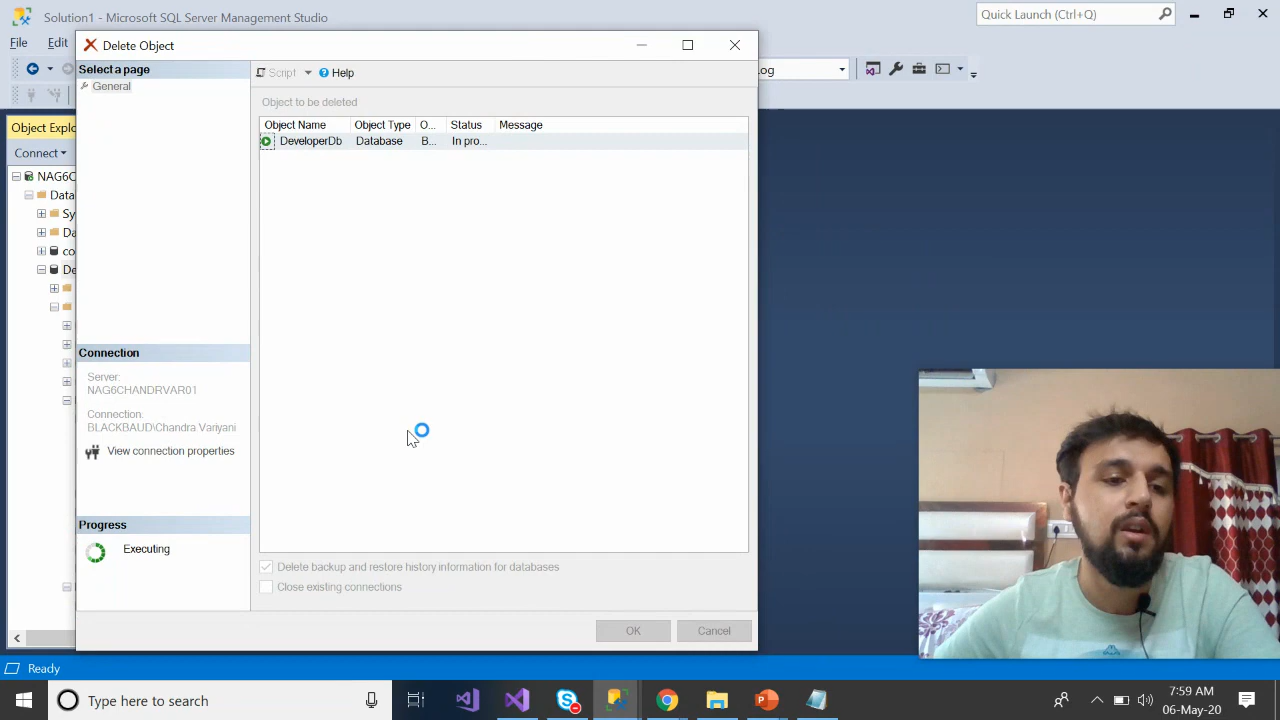 Solution1 - Microsoft SQL Server Management Studio
Quick Launch (Ctrl+Q)
File
Edit
Delete Object
Select a page
General
Script
Help
og
Object to be deleted
Object Name
Object Type
O...
Status
Message
DeveloperDb
Database
B...
In pro...
Object Explo
Connect
NAG6C
Data
Sy
Da
co
De
Connection
Server:
NAG6CHANDRVAR01
Connection:
BLACKBAUD\Chandra Variyani
View connection properties
Progress
Executing
Delete backup and restore history information for databases
Close existing connections
OK
Cancel
Ready
Type here to search
7:59 AM
06-May-20